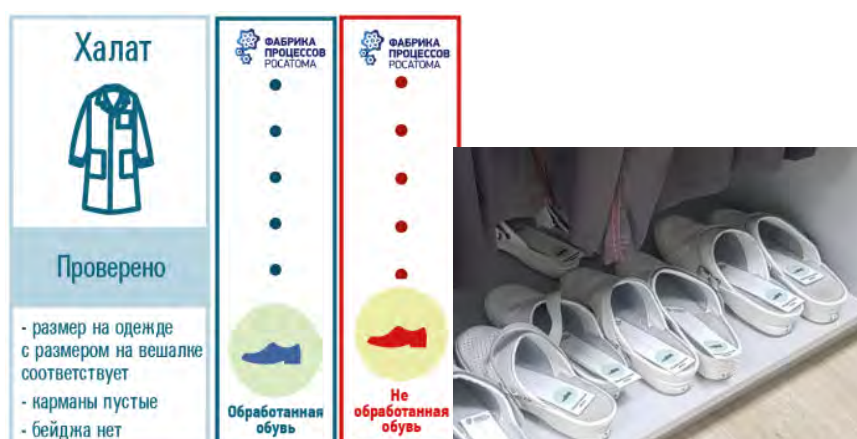 Халат
Проверено
- размер на одежде
с размером на вешалке
соответствует
- карманы пустые
- бейджа нет
ФАБРИКА
ПРОЦЕССОВ
РОСАТОМА
Обработанная
обувь
ФАБРИКА
ПРОЦЕССОВ
РОСАТОМА
Не
обработанная
обувь